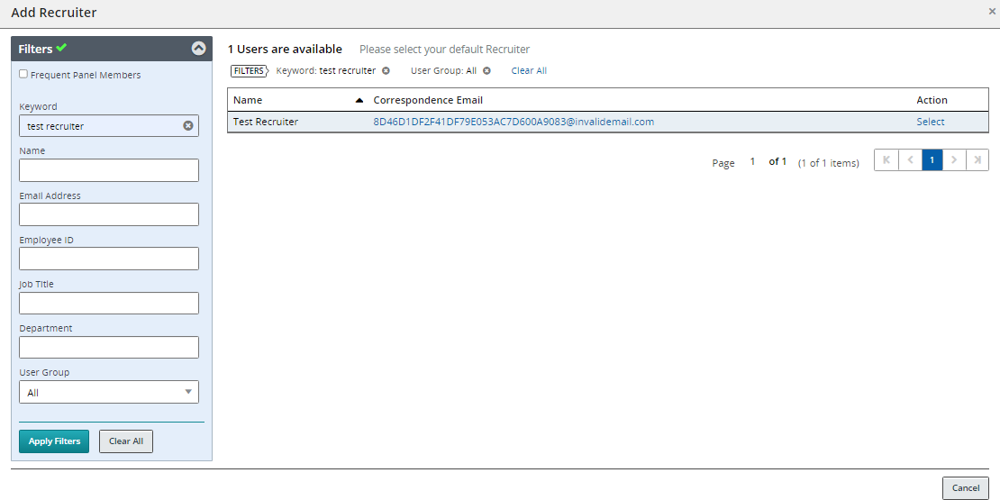 Add Recruiter
×
Filters
Frequent Panel Members
Keyword
test recruiter
Name
Email Address
Employee ID
Job Title
Department
User Group
All
Apply Filters Clear All
1 Users are available Please select your default Recruiter
FILTERS Keyword: test recruiter User Group: All Clear All
Name Correspondence Email Action
Test Recruiter 8D46D1DF2F41DF79E053AC7D600A9083@invalidemail.com Select
Page 1 of 1 (1 of 1 items) 1
Cancel